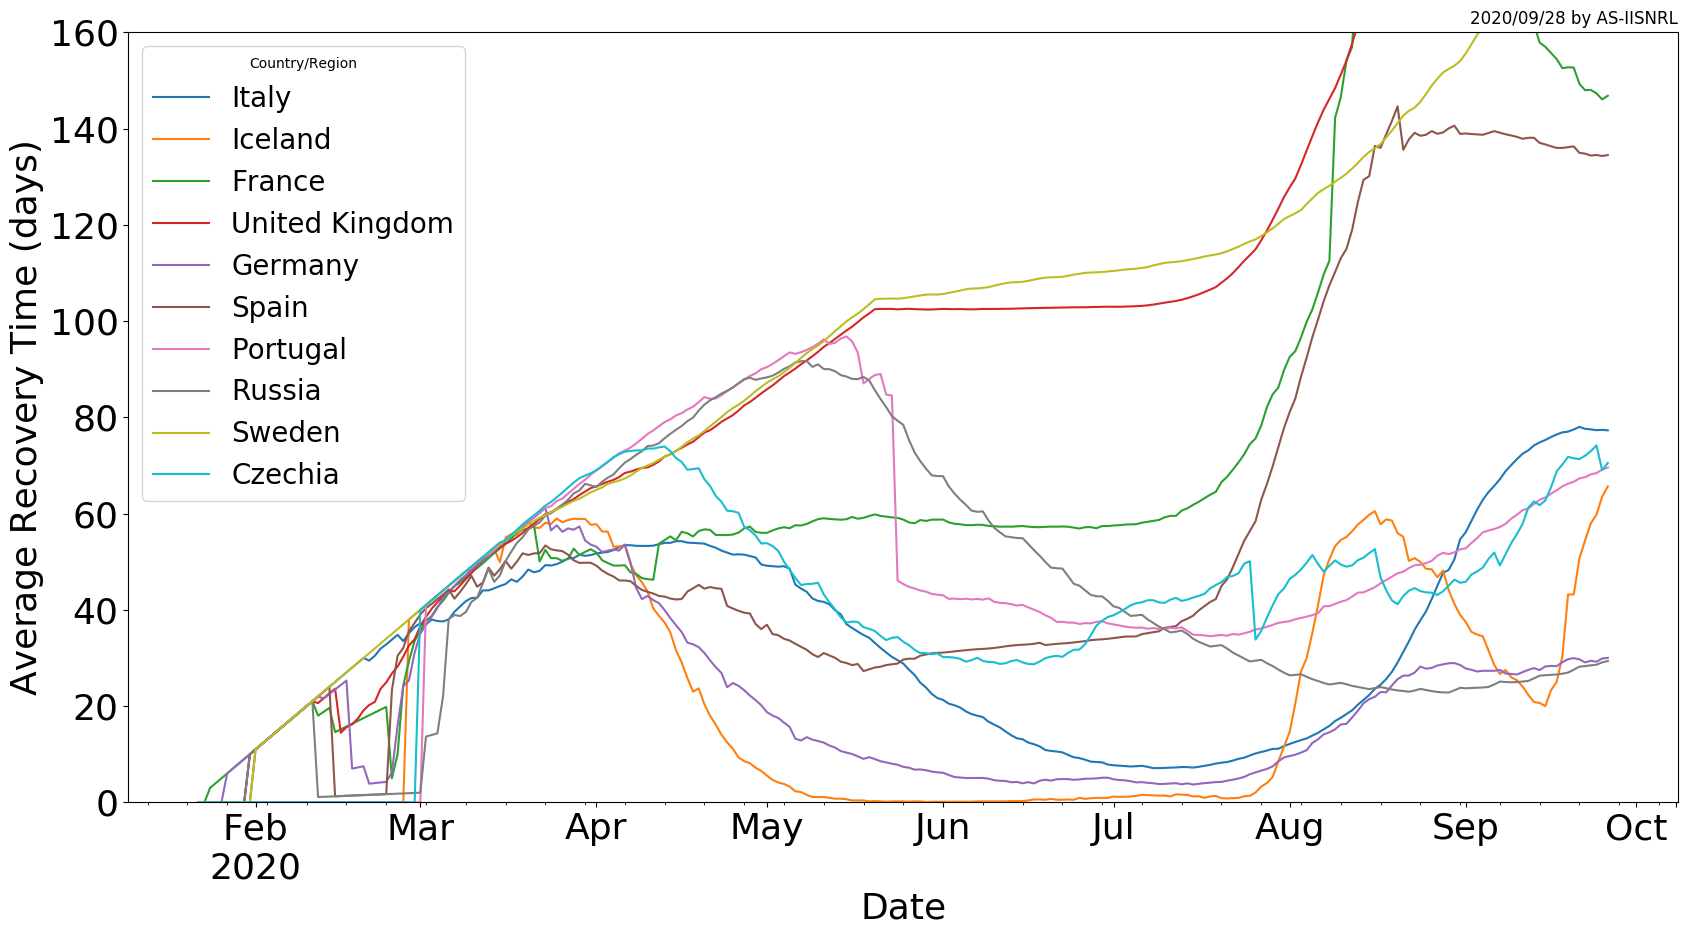 2020/09/28 by AS-IISNRL
160
140
120
100
80
60
40
20
0
Average Recovery Time (days)
Country/Region
Italy
Iceland
France
United Kingdom
Germany
Spain
Portugal
Russia
Sweden
Czechia
Feb Mar Apr May Jun Jul Aug Sep Oct
2020
Date